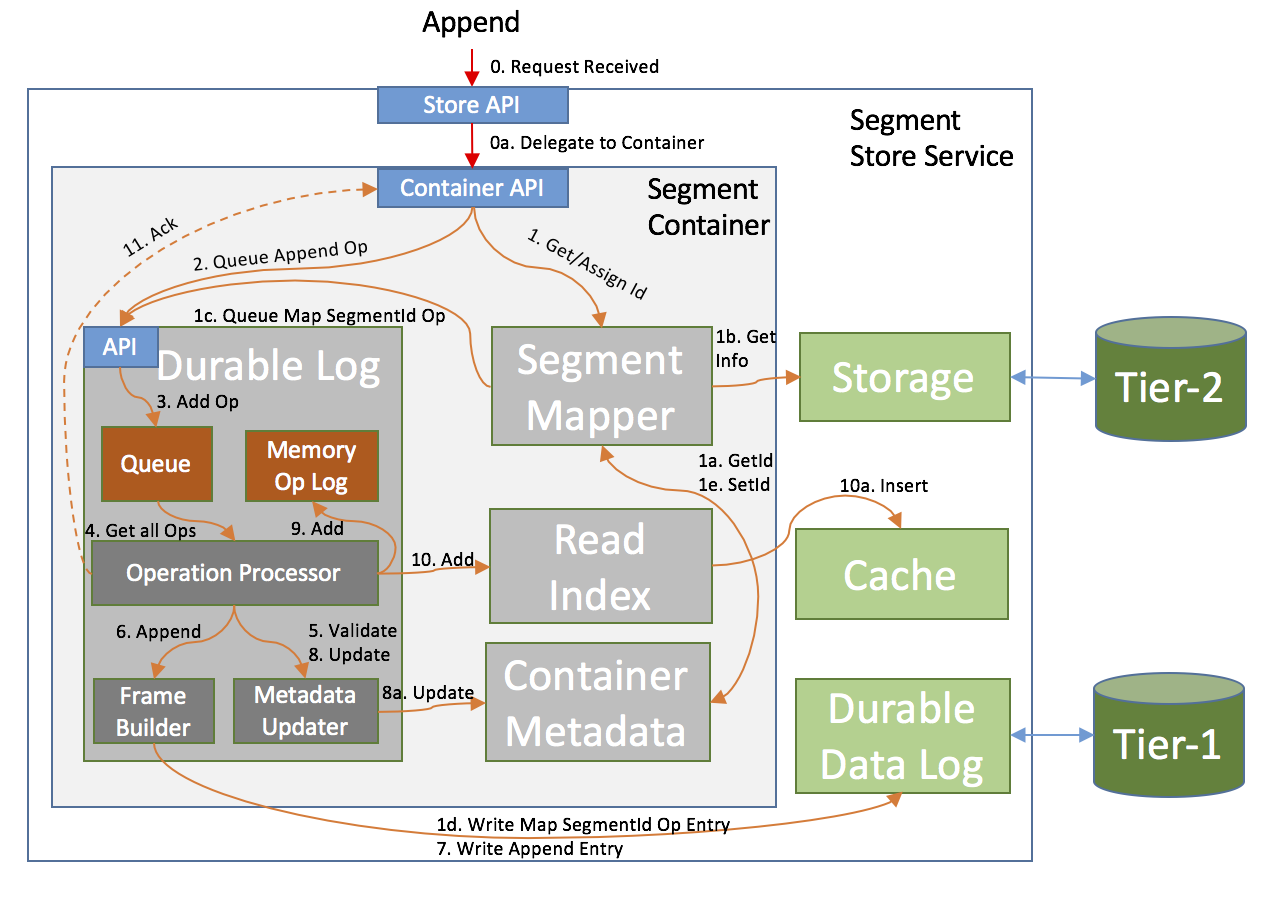 Append
0. Request Received
Store API
Segment
Store Service
0a. Delegate to Container
Container API
Segment
Container
11. Ack
2. Queue Append Op
1. Get/Assign Id
1c. Queue Map SegmentId Op
API
Durable Log
Segment
Mapper
1b. Get
Info
Storage
Tier-2
3. Add Op
Queue
Memory
Op Log
1a. GetId
1e. SetId
10a. Insert
4. Get all Ops
9. Add
Operation Processor
10. Add
Read
Index
Cache
6. Append
5. Validate
8. Update
Frame
Builder
Metadata
Updater
8a. Update
Container
Metadata
Durable
Data Log
Tier-1
1d. Write Map SegmentId Op Entry
7. Write Append Entry